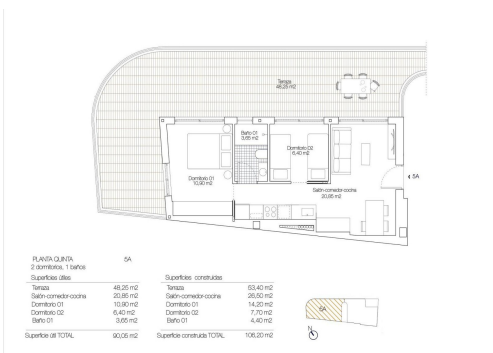 Terraza
48,25 m2
Baño 01
3,65 m2
Dormitorio 02
6,40 m2
Dormitorio 01
10,90 m2
Salón-comedor-cocina
20,85 m2
5A
PLANTA QUINTA 5A
2 dormitorios, 1 baños
Superficies útiles
Terraza 48,25 m2
Salón-comedor-cocina 20,85 m2
Dormitorio 01 10,90 m2
Dormitorio 02 6,40 m2
Baño 01 3,65 m2
Superficie útil TOTAL 90,05 m2
Superficies construidas
Terraza 53,40 m2
Salón-comedor-cocina 26,50 m2
Dormitorio 01 14,20 m2
Dormitorio 02 7,70 m2
Baño 01 4,40 m2
Superficie construida TOTAL 106,20 m2
5A
N